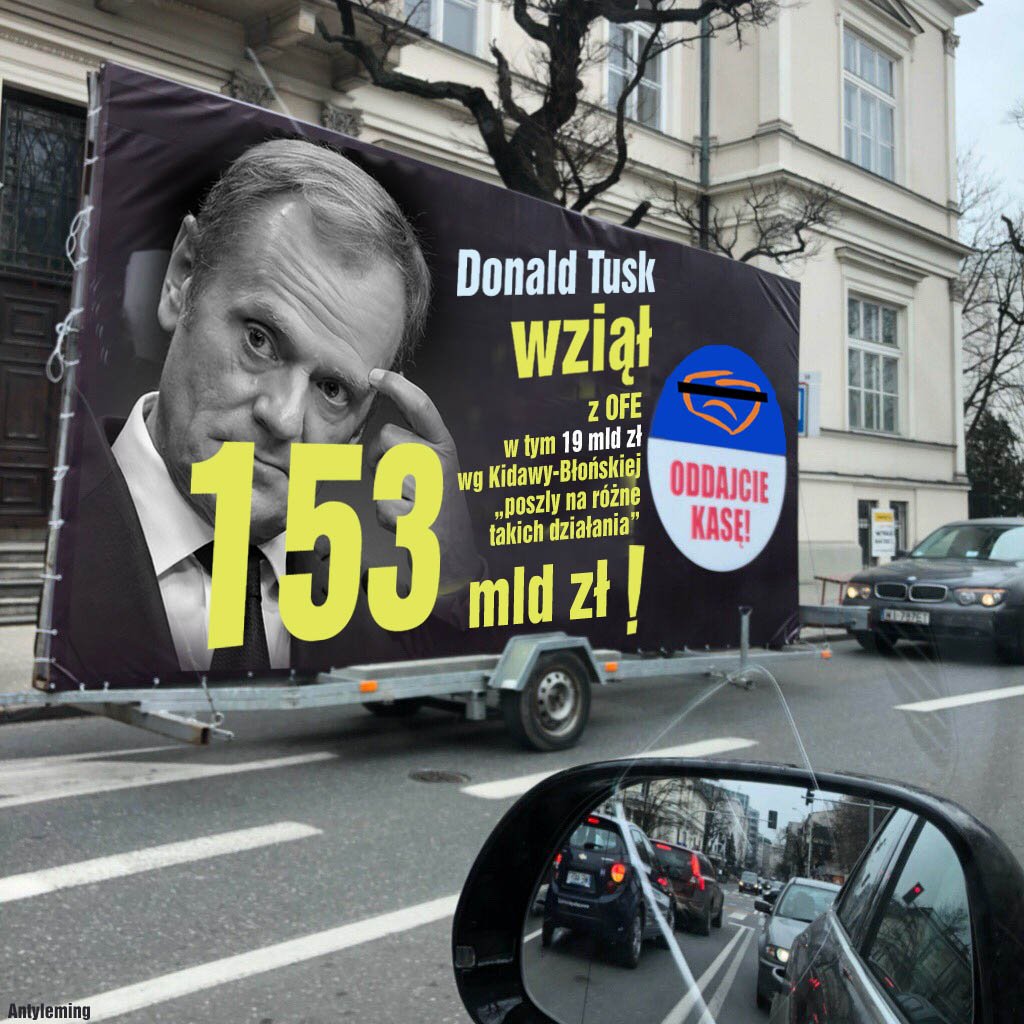 Donald Tusk
wziął
z OFE
w tym 19 mld zł
wg Kidawy-Błońskiej
„poszly na różne
takich działania”
153
mld zł !
ODDAJCIE
KASĘ!
Antyleming